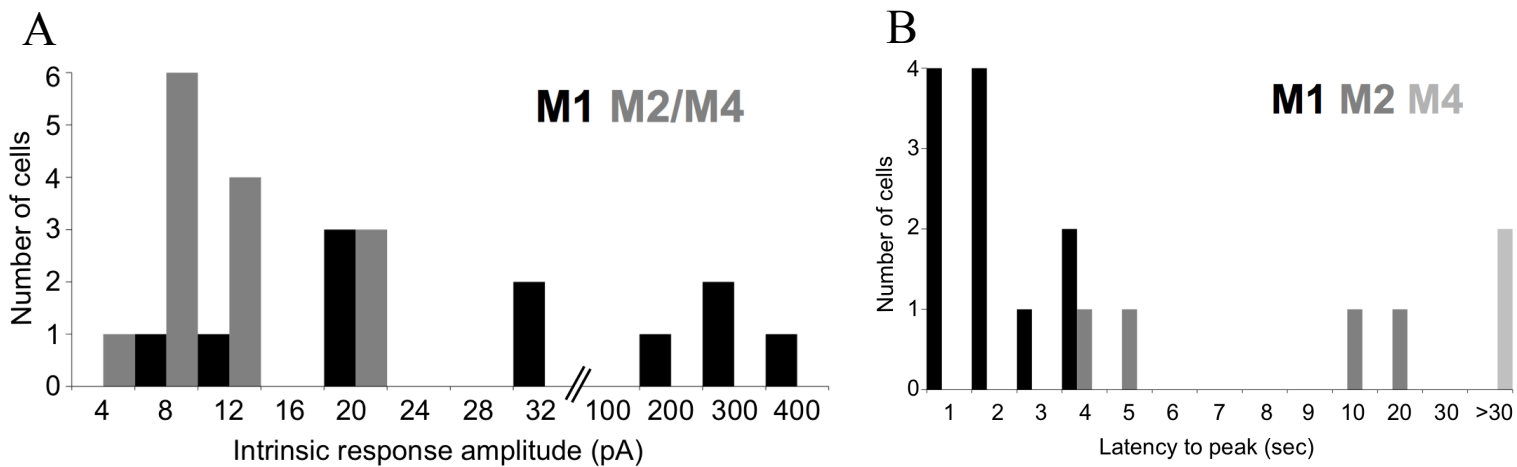 A
Number of cells
6
5
4
3
2
1
0
M1 M2/M4
4 8 12 16 20 24 28 32 100 200 300 400
Intrinsic response amplitude (pA)
B
Number of cells
4
3
2
1
0
M1 M2 M4
1 2 3 4 5 6 7 8 9 10 20 30 >30
Latency to peak (sec)